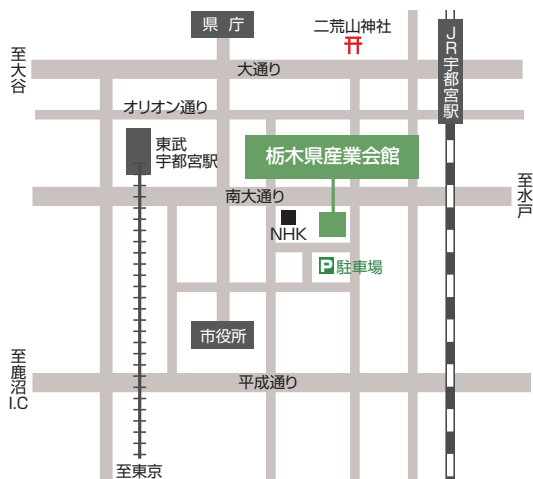 県 庁
二荒山神社
JR宇都宮駅
至大谷
大通り
オリオン通り
東武
宇都宮駅
栃木県産業会館
至水戸
南大通り
NHK
P 駐車場
市役所
至鹿沼I.C
平成通り
至東京